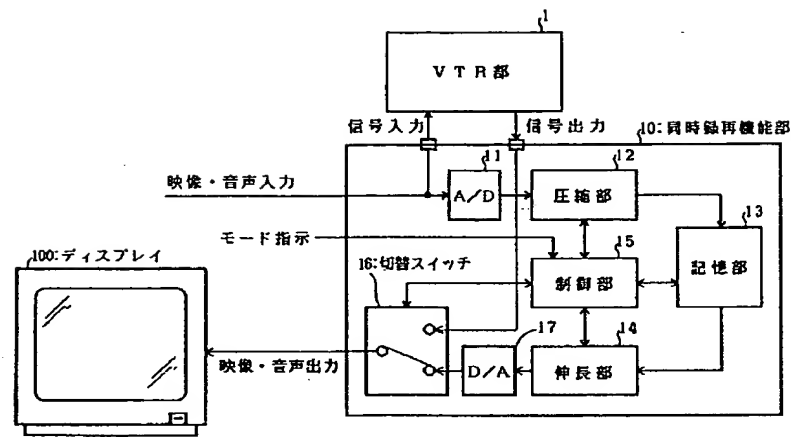 1
VTR部
信号入力
信号出力
10:同時録再機能部
11
12
映像・音声入力
A/D
圧縮部
13
モード指示
15
記憶部
100:ディスプレイ
16:切替スイッチ
制御部
17
14
映像・音声出力
D/A
伸長部